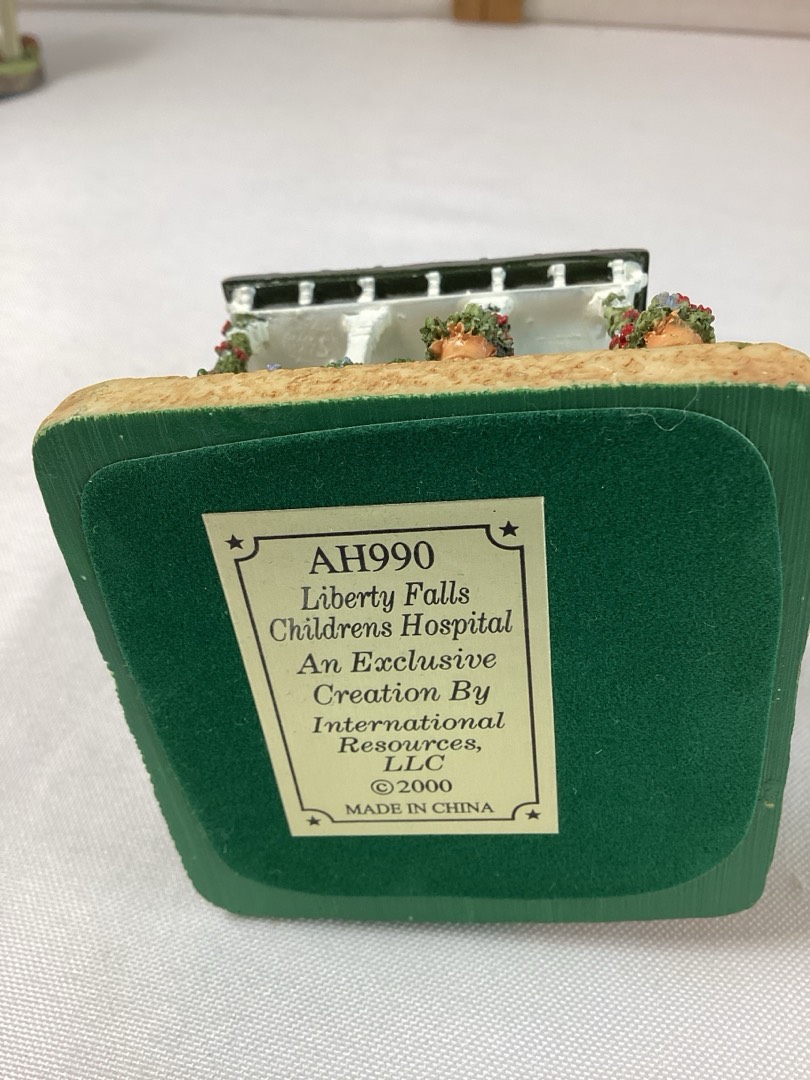 AH990
Liberty Falls
Childrens Hospital
An Exclusive
Creation By
International
Resources,
LLC
©2000
MADE IN CHINA